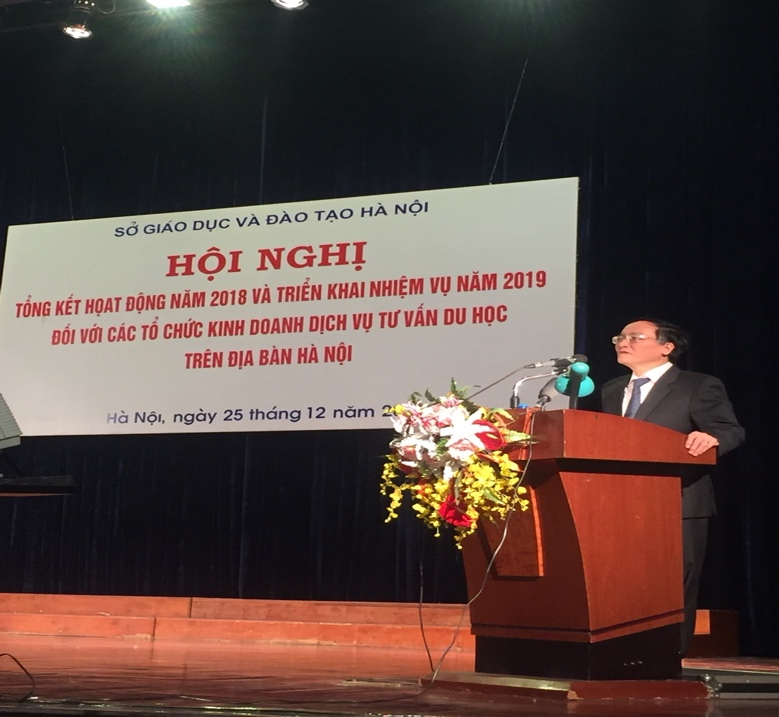 SỞ GIÁO DỤC VÀ ĐÀO TẠO HÀ NỘI
HỘI NGHỊ
TỔNG KẾT HOẠT ĐỘNG NĂM 2018 VÀ TRIỂN KHAI NHIỆM VỤ NĂM 2019
ĐỐI VỚI CÁC TỔ CHỨC KINH DOANH DỊCH VỤ TƯ VẤN DU HỌC
TRÊN ĐỊA BÀN HÀ NỘI
Hà Nội, ngày 25 tháng 12 năm